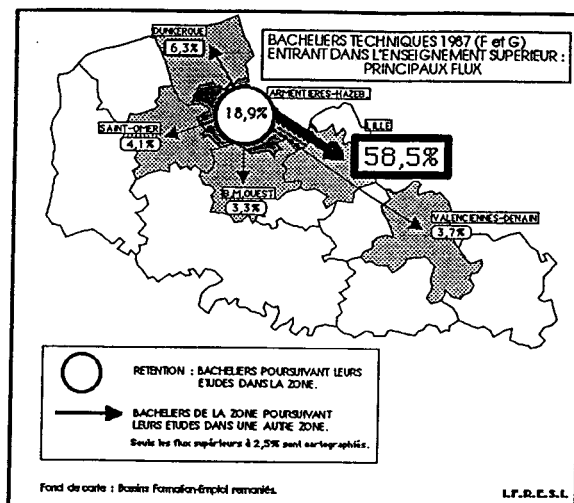 DUNKERQUE
6,3%
BACHELIERS TECHNIQUES 1987 (F et G)
ENTRANT DANS L'ENSEIGNEMENT SUPERIEUR :
PRINCIPAUX FLUX
ARMENTIERES-HAZEB.
18,9%
SAINT-OMER
4,1%
LILLE
58,5%
B.M.OUEST
3,3%
VALENCIENNES-DENAIN
3,7%
RETENTION : BACHELIERS POURSUIVANT LEURS
ETUDES DANS LA ZONE.
BACHELIERS DE LA ZONE POURSUIVANT
LEURS ETUDES DANS UNE AUTRE ZONE.
Seuls les flux supérieurs à 2,5% sont cartographiés.
Fond de carte : Bassins Formation-Emploi remaniés.
I.F.R.E.S.I.